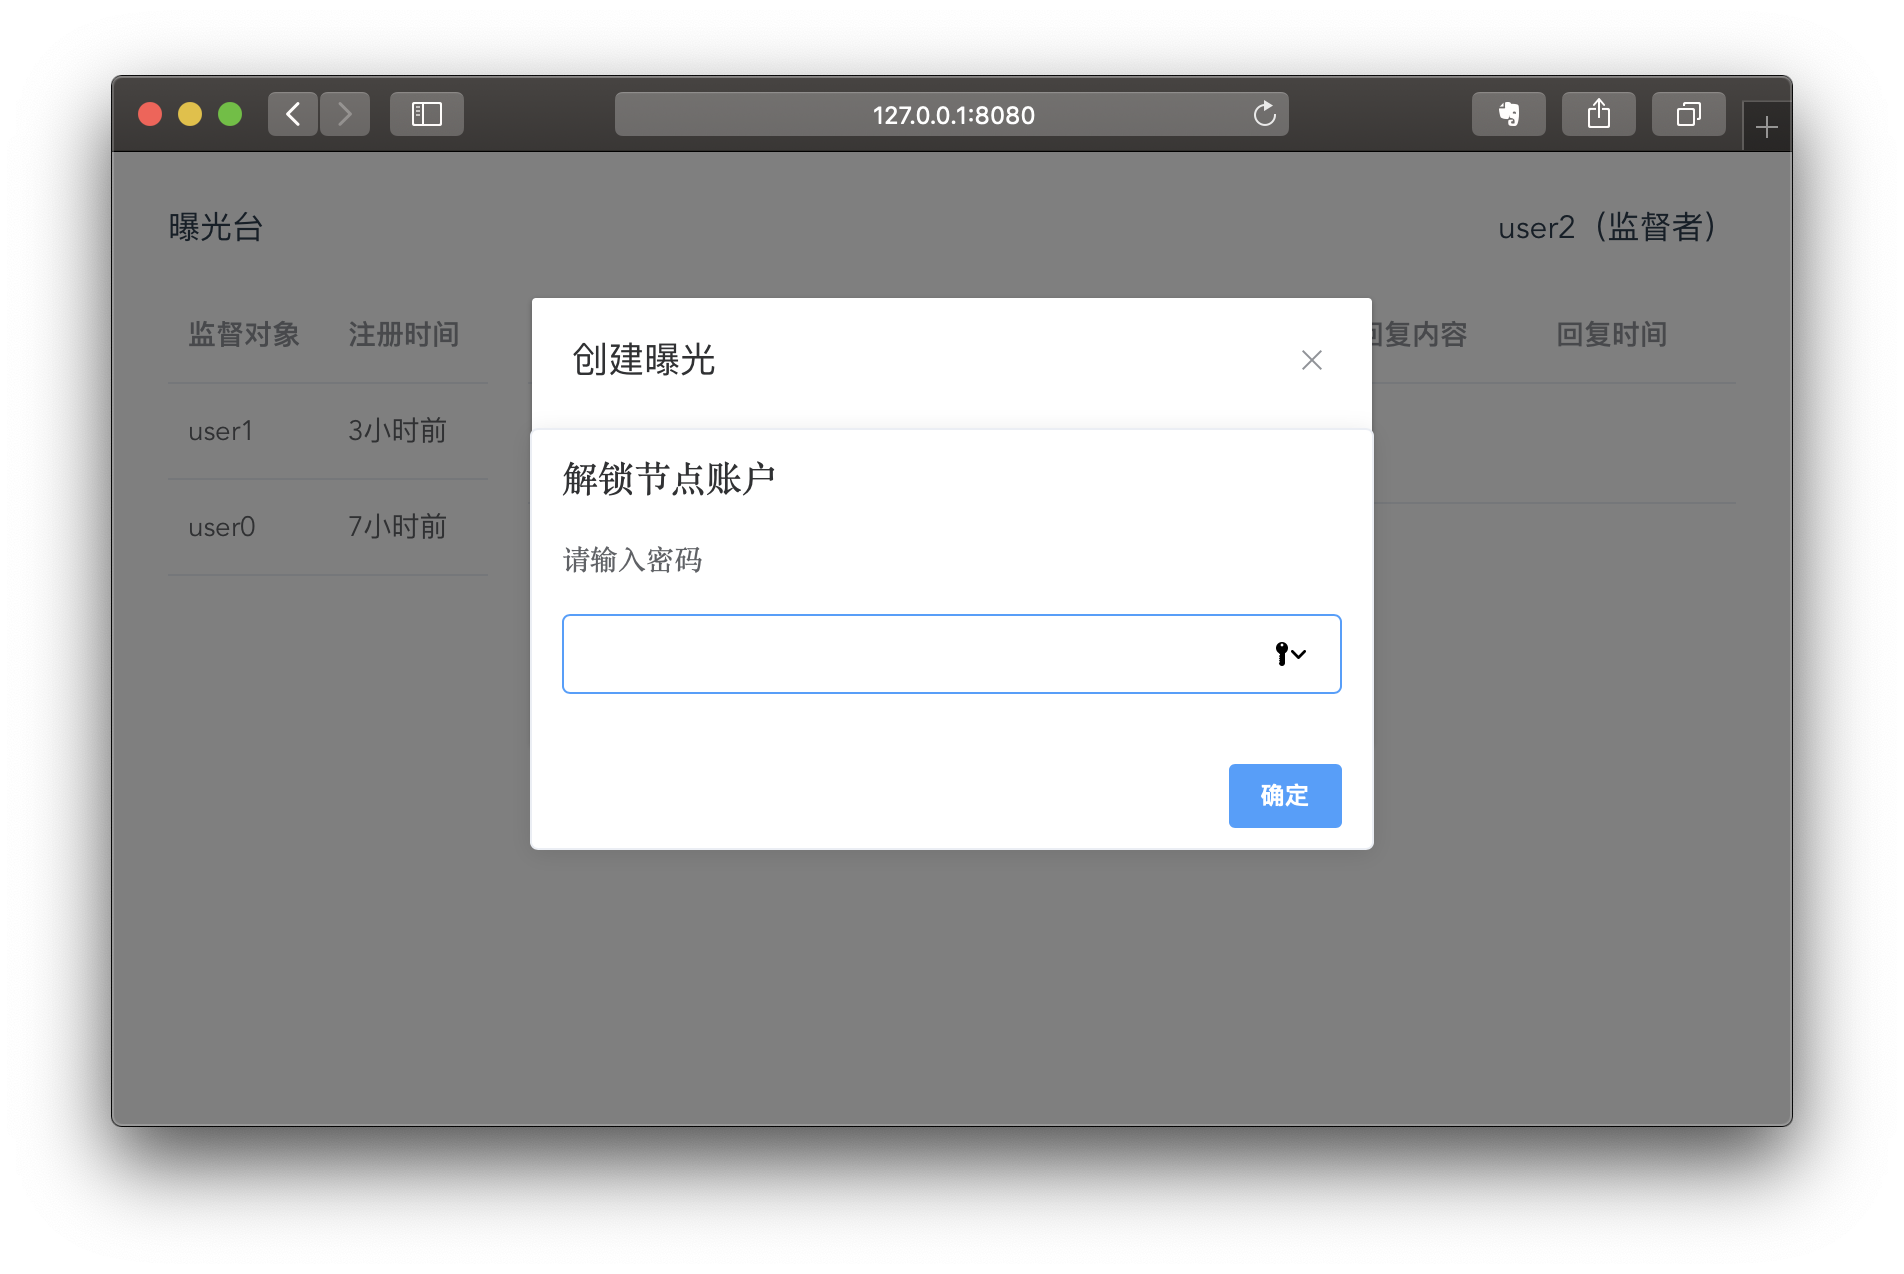 127.0.0.1:8080
曝光台
user2（监督者）
监督对象 注册时间 回复内容 回复时间
user1 3小时前
user0 7小时前
创建曝光
解锁节点账户
请输入密码
确定